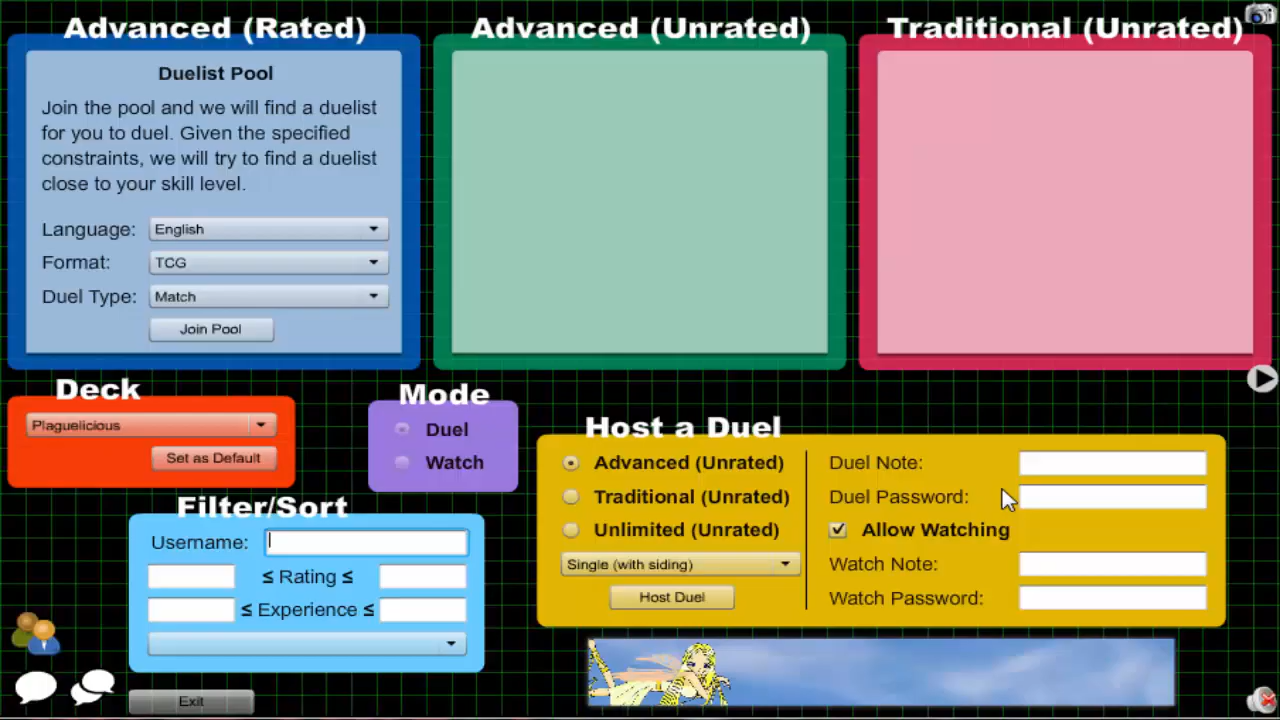 Advanced (Rated)
Advanced (Unrated)
Traditional (Unrated)
Duelist Pool
Join the pool and we will find a duelist
for you to duel. Given the specified
constraints, we will try to find a duelist
close to your skill level.
Language: English
Format: TCG
Duel Type: Match
Join Pool
Deck
Plaguelicious
Set as Default
Mode
Duel
Watch
Host a Duel
Advanced (Unrated)
Traditional (Unrated)
Unlimited (Unrated)
Single (with siding)
Host Duel
Duel Note:
Duel Password:
Allow Watching
Watch Note:
Watch Password:
Filter/Sort
Username:
≤ Rating ≤
≤ Experience ≤
Exit